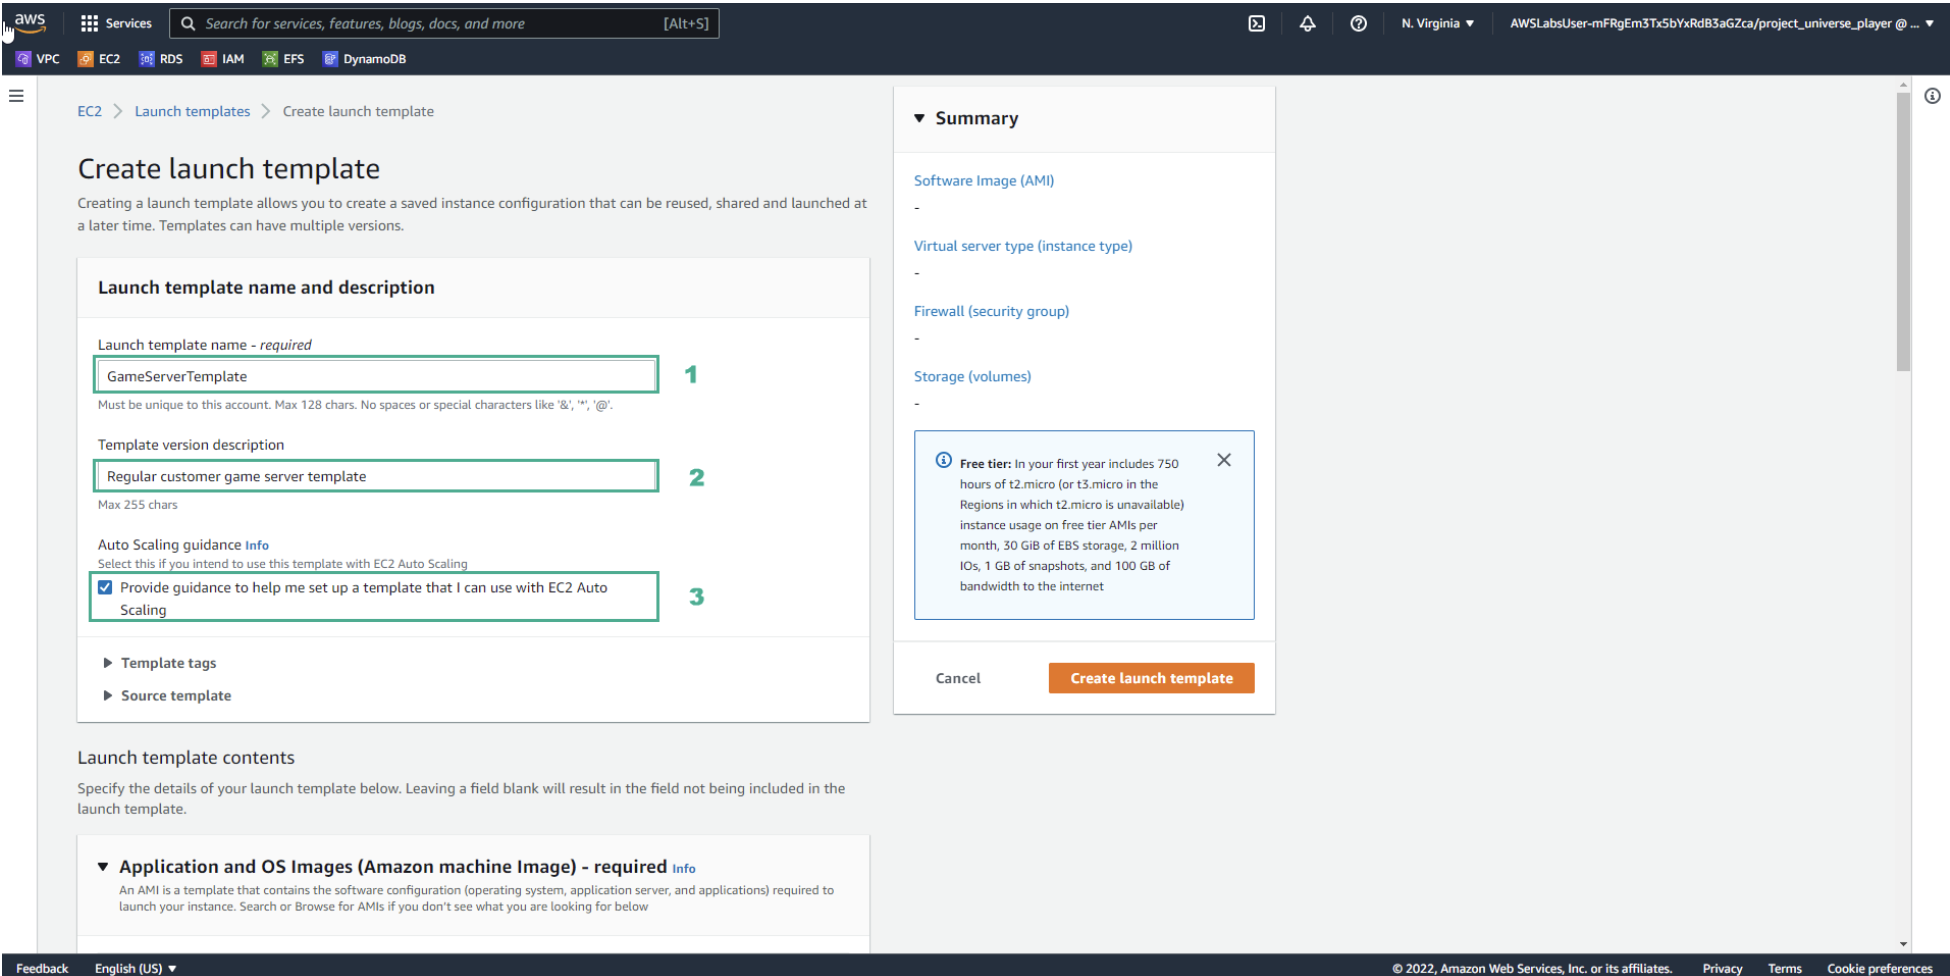 aws
Services
Search for services, features, blogs, docs, and more
[Alt+S]
N. Virginia ▼
AWSLabsUser-mFRgEm3Tx5bYxRdB3aGZca/project_universe_player @ ... ▼
VPC
EC2
RDS
IAM
EFS
DynamoDB
EC2 > Launch templates > Create launch template
Create launch template
Creating a launch template allows you to create a saved instance configuration that can be reused, shared and launched at
a later time. Templates can have multiple versions.
Launch template name and description
Launch template name - required
GameServerTemplate
1
Must be unique to this account. Max 128 chars. No spaces or special characters like '&', '*', '@'.
Template version description
Regular customer game server template
2
Max 255 chars
Auto Scaling guidance Info
Select this if you intend to use this template with EC2 Auto Scaling
Provide guidance to help me set up a template that I can use with EC2 Auto
Scaling
3
Template tags
Source template
Launch template contents
Specify the details of your launch template below. Leaving a field blank will result in the field not being included in the
launch template.
Application and OS Images (Amazon machine Image) - required Info
An AMI is a template that contains the software configuration (operating system, application server, and applications) required to
launch your instance. Search or Browse for AMIs if you don't see what you are looking for below
Summary
Software Image (AMI)
-
Virtual server type (instance type)
-
Firewall (security group)
-
Storage (volumes)
-
Free tier: In your first year includes 750
hours of t2.micro (or t3.micro in the
Regions in which t2.micro is unavailable)
instance usage on free tier AMIs per
month, 30 GiB of EBS storage, 2 million
IOs, 1 GB of snapshots, and 100 GB of
bandwidth to the internet
Cancel
Create launch template
Feedback
English (US) ▼
© 2022, Amazon Web Services, Inc. or its affiliates.
Privacy
Terms
Cookie preferences